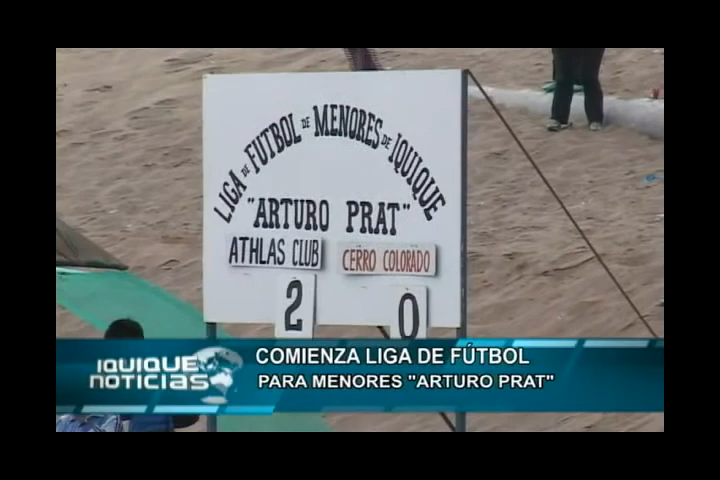 LIGA DE FUTBOL DE MENORES DE IQUIQUE
"ARTURO PRAT"
ATHLAS CLUB CERRO COLORADO
2 0
IQUIQUE NOTICIAS
COMIENZA LIGA DE FÚTBOL
PARA MENORES "ARTURO PRAT"